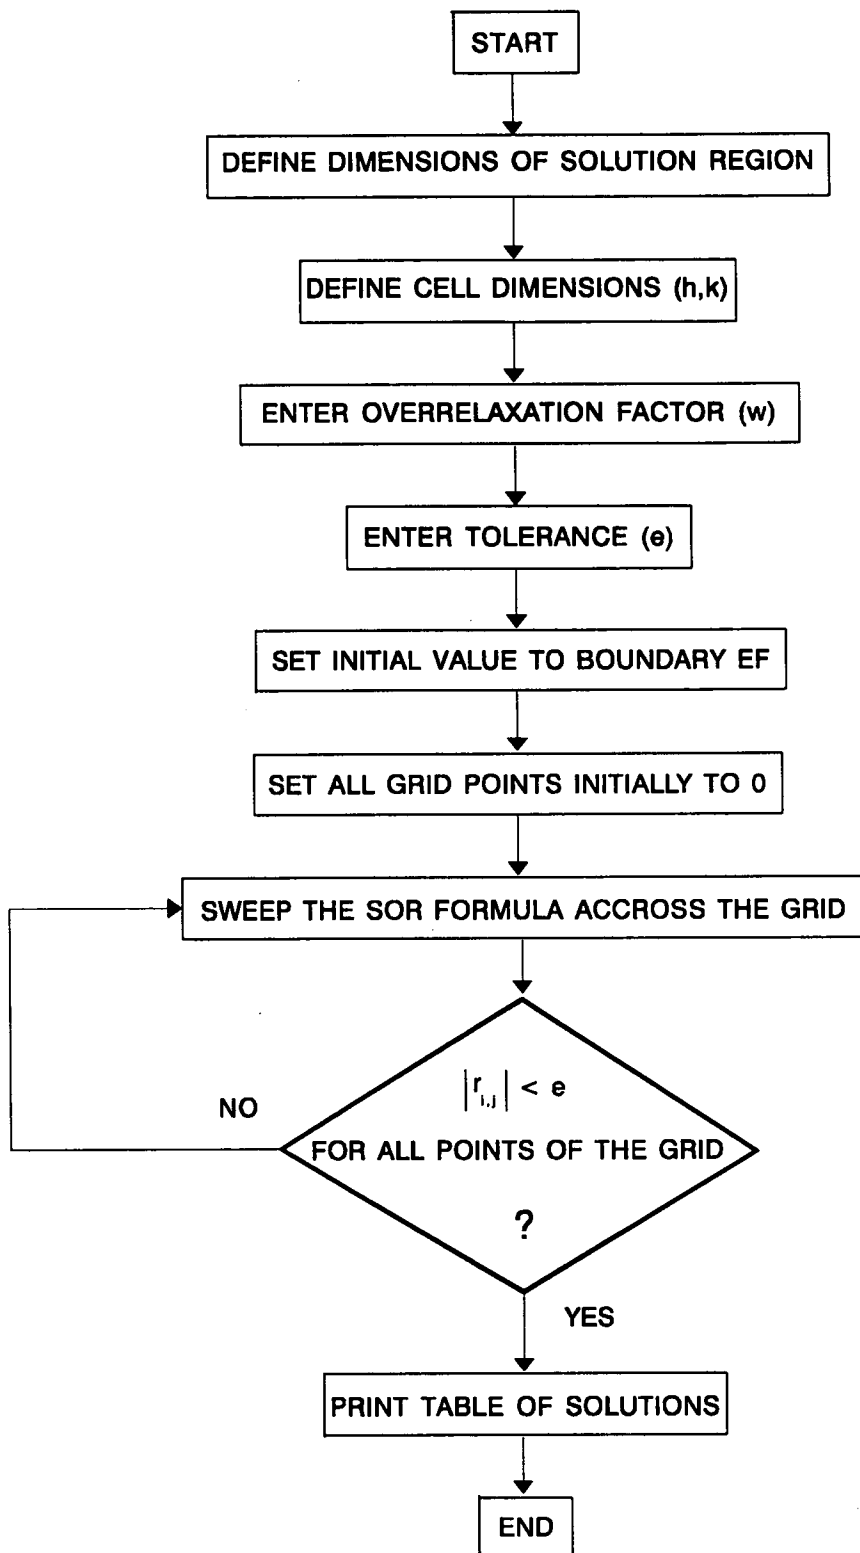 START
DEFINE DIMENSIONS OF SOLUTION REGION
DEFINE CELL DIMENSIONS (h,k)
ENTER OVERRELAXATION FACTOR (w)
ENTER TOLERANCE (e)
SET INITIAL VALUE TO BOUNDARY EF
SET ALL GRID POINTS INITIALLY TO 0
SWEEP THE SOR FORMULA ACCROSS THE GRID
|r_{i,j}| < e
NO
FOR ALL POINTS OF THE GRID
?
YES
PRINT TABLE OF SOLUTIONS
END